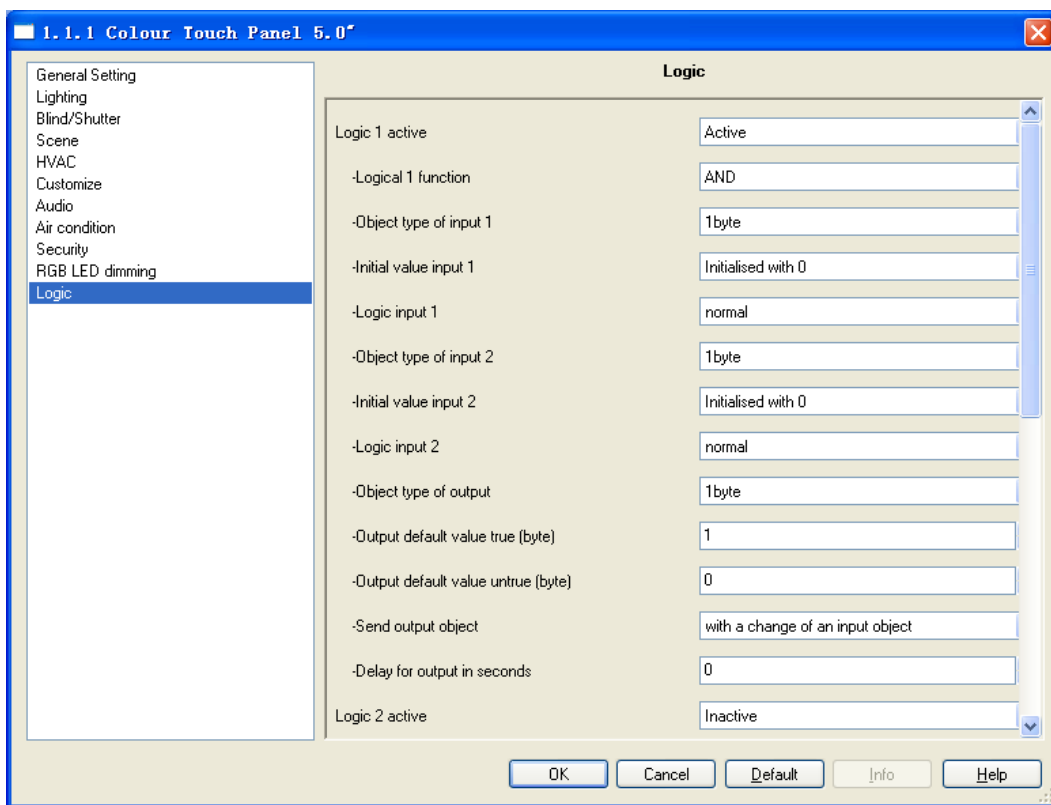 1.1.1 Colour Touch Panel 5.0"
General Setting
Lighting
Blind/Shutter
Scene
HVAC
Customize
Audio
Air condition
Security
RGB LED dimming
Logic
Logic
Logic 1 active Active
-Logical 1 function AND
-Object type of input 1 1byte
-Initial value input 1 Initialised with 0
-Logic input 1 normal
-Object type of input 2 1byte
-Initial value input 2 Initialised with 0
-Logic input 2 normal
-Object type of output 1byte
-Output default value true (byte) 1
-Output default value untrue (byte) 0
-Send output object with a change of an input object
-Delay for output in seconds 0
Logic 2 active Inactive
OK Cancel Default Info Help